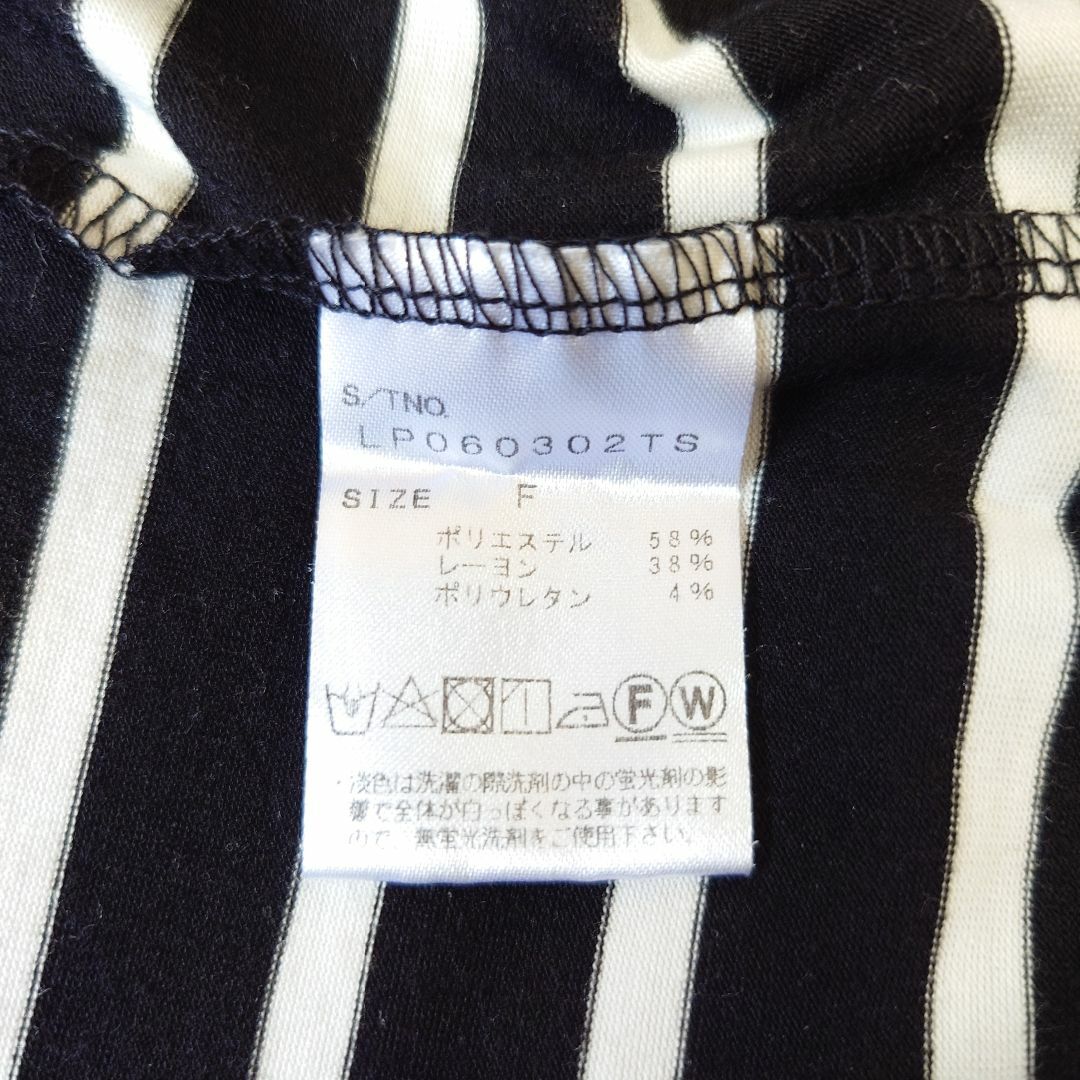 S/TNO.
LP060302TS
SIZE F
ポリエステル 58%
レーヨン 38%
ポリウレタン 4%
F W
・淡色は洗濯の際洗剤の中の蛍光剤の影
響で全体が白っぽくなる事があります
ので、無蛍光洗剤をご使用下さい。